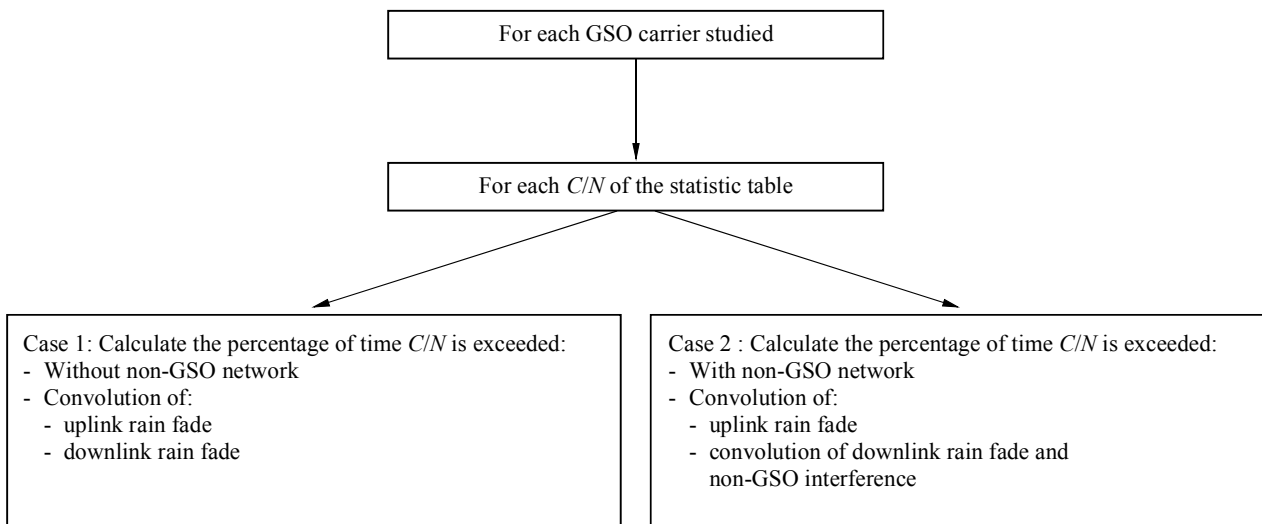 For each GSO carrier studied
For each C/N of the statistic table
Case 1: Calculate the percentage of time C/N is exceeded:
- Without non-GSO network
- Convolution of:
- uplink rain fade
- downlink rain fade
Case 2 : Calculate the percentage of time C/N is exceeded:
- With non-GSO network
- Convolution of:
- uplink rain fade
- convolution of downlink rain fade and
non-GSO interference